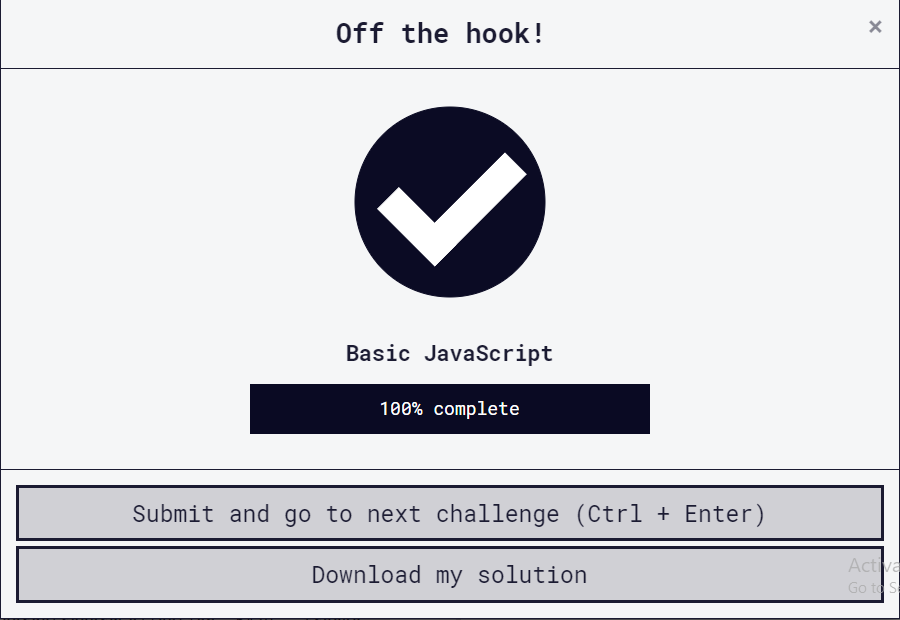 Off the hook!
×
Basic JavaScript
100% complete
Submit and go to next challenge (Ctrl + Enter)
Download my solution
Go to